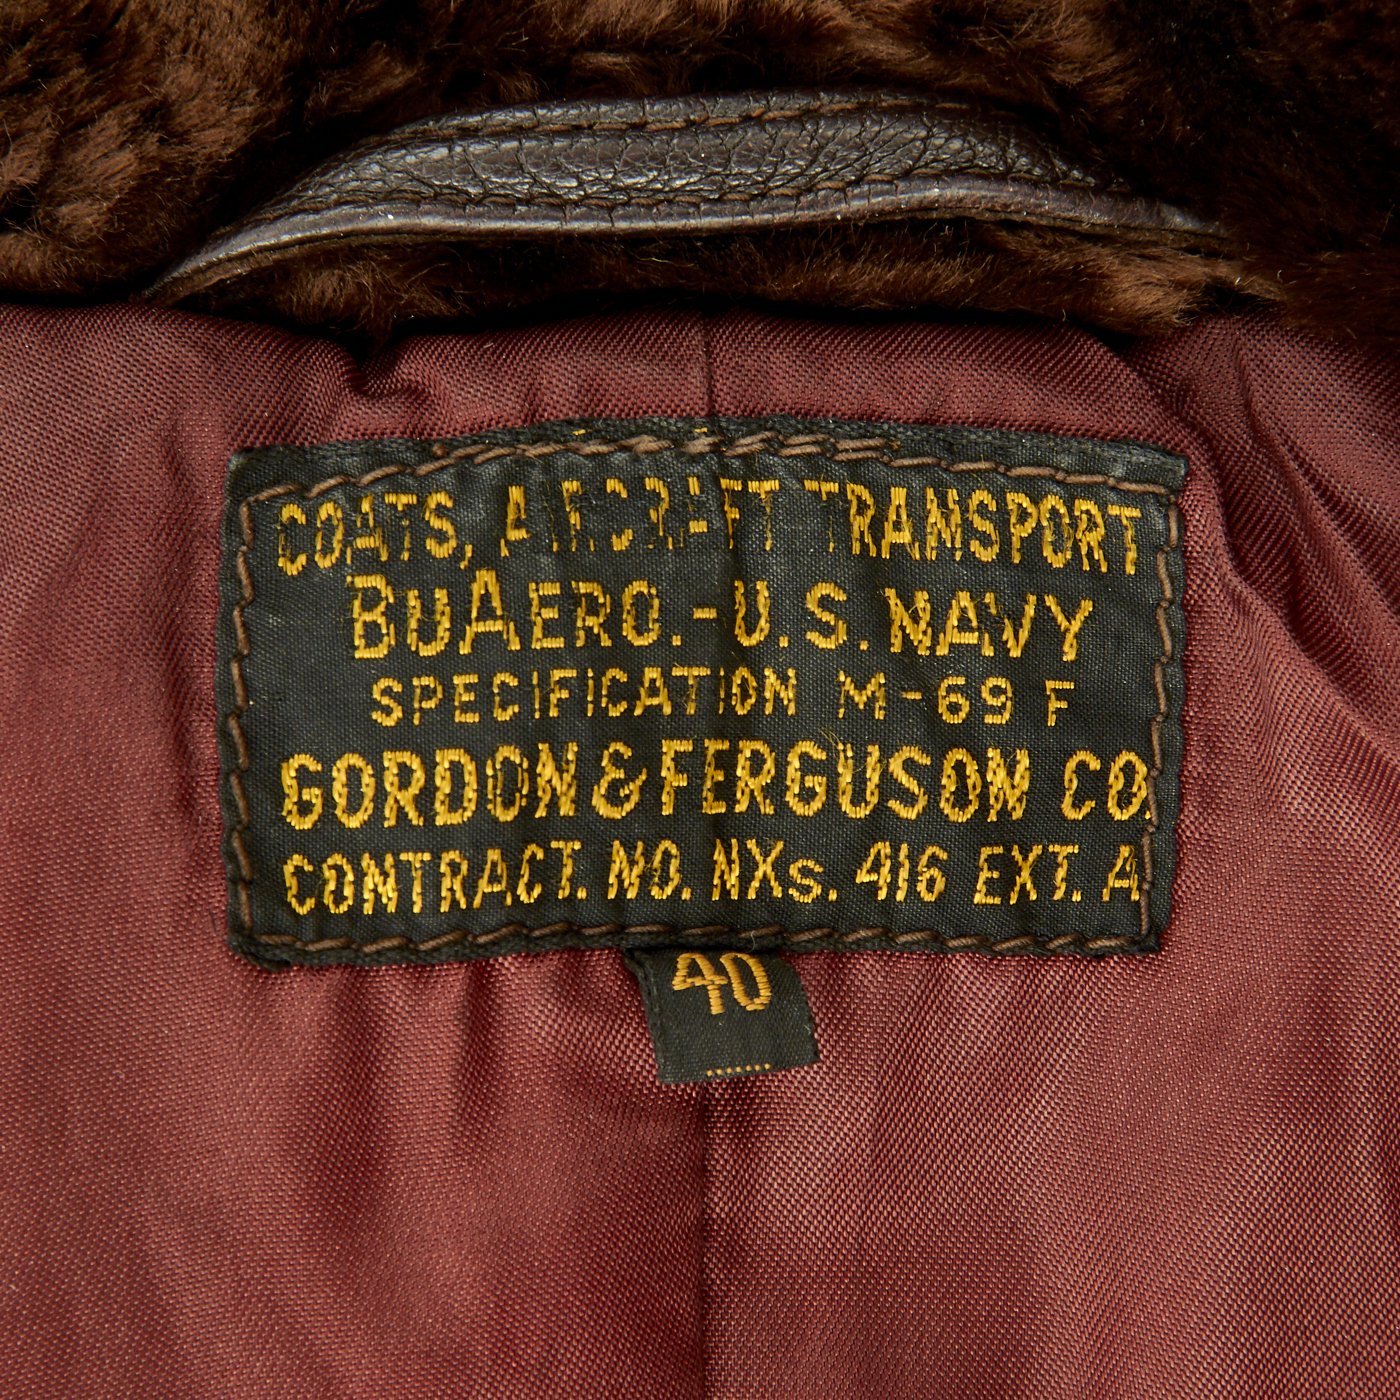 COATS, AIRCRAFT TRANSPORT
BUAERO.-U.S. NAVY
SPECIFICATION M-69 F
GORDON & FERGUSON CO.
CONTRACT. NO. NXS. 416 EXT. A
40